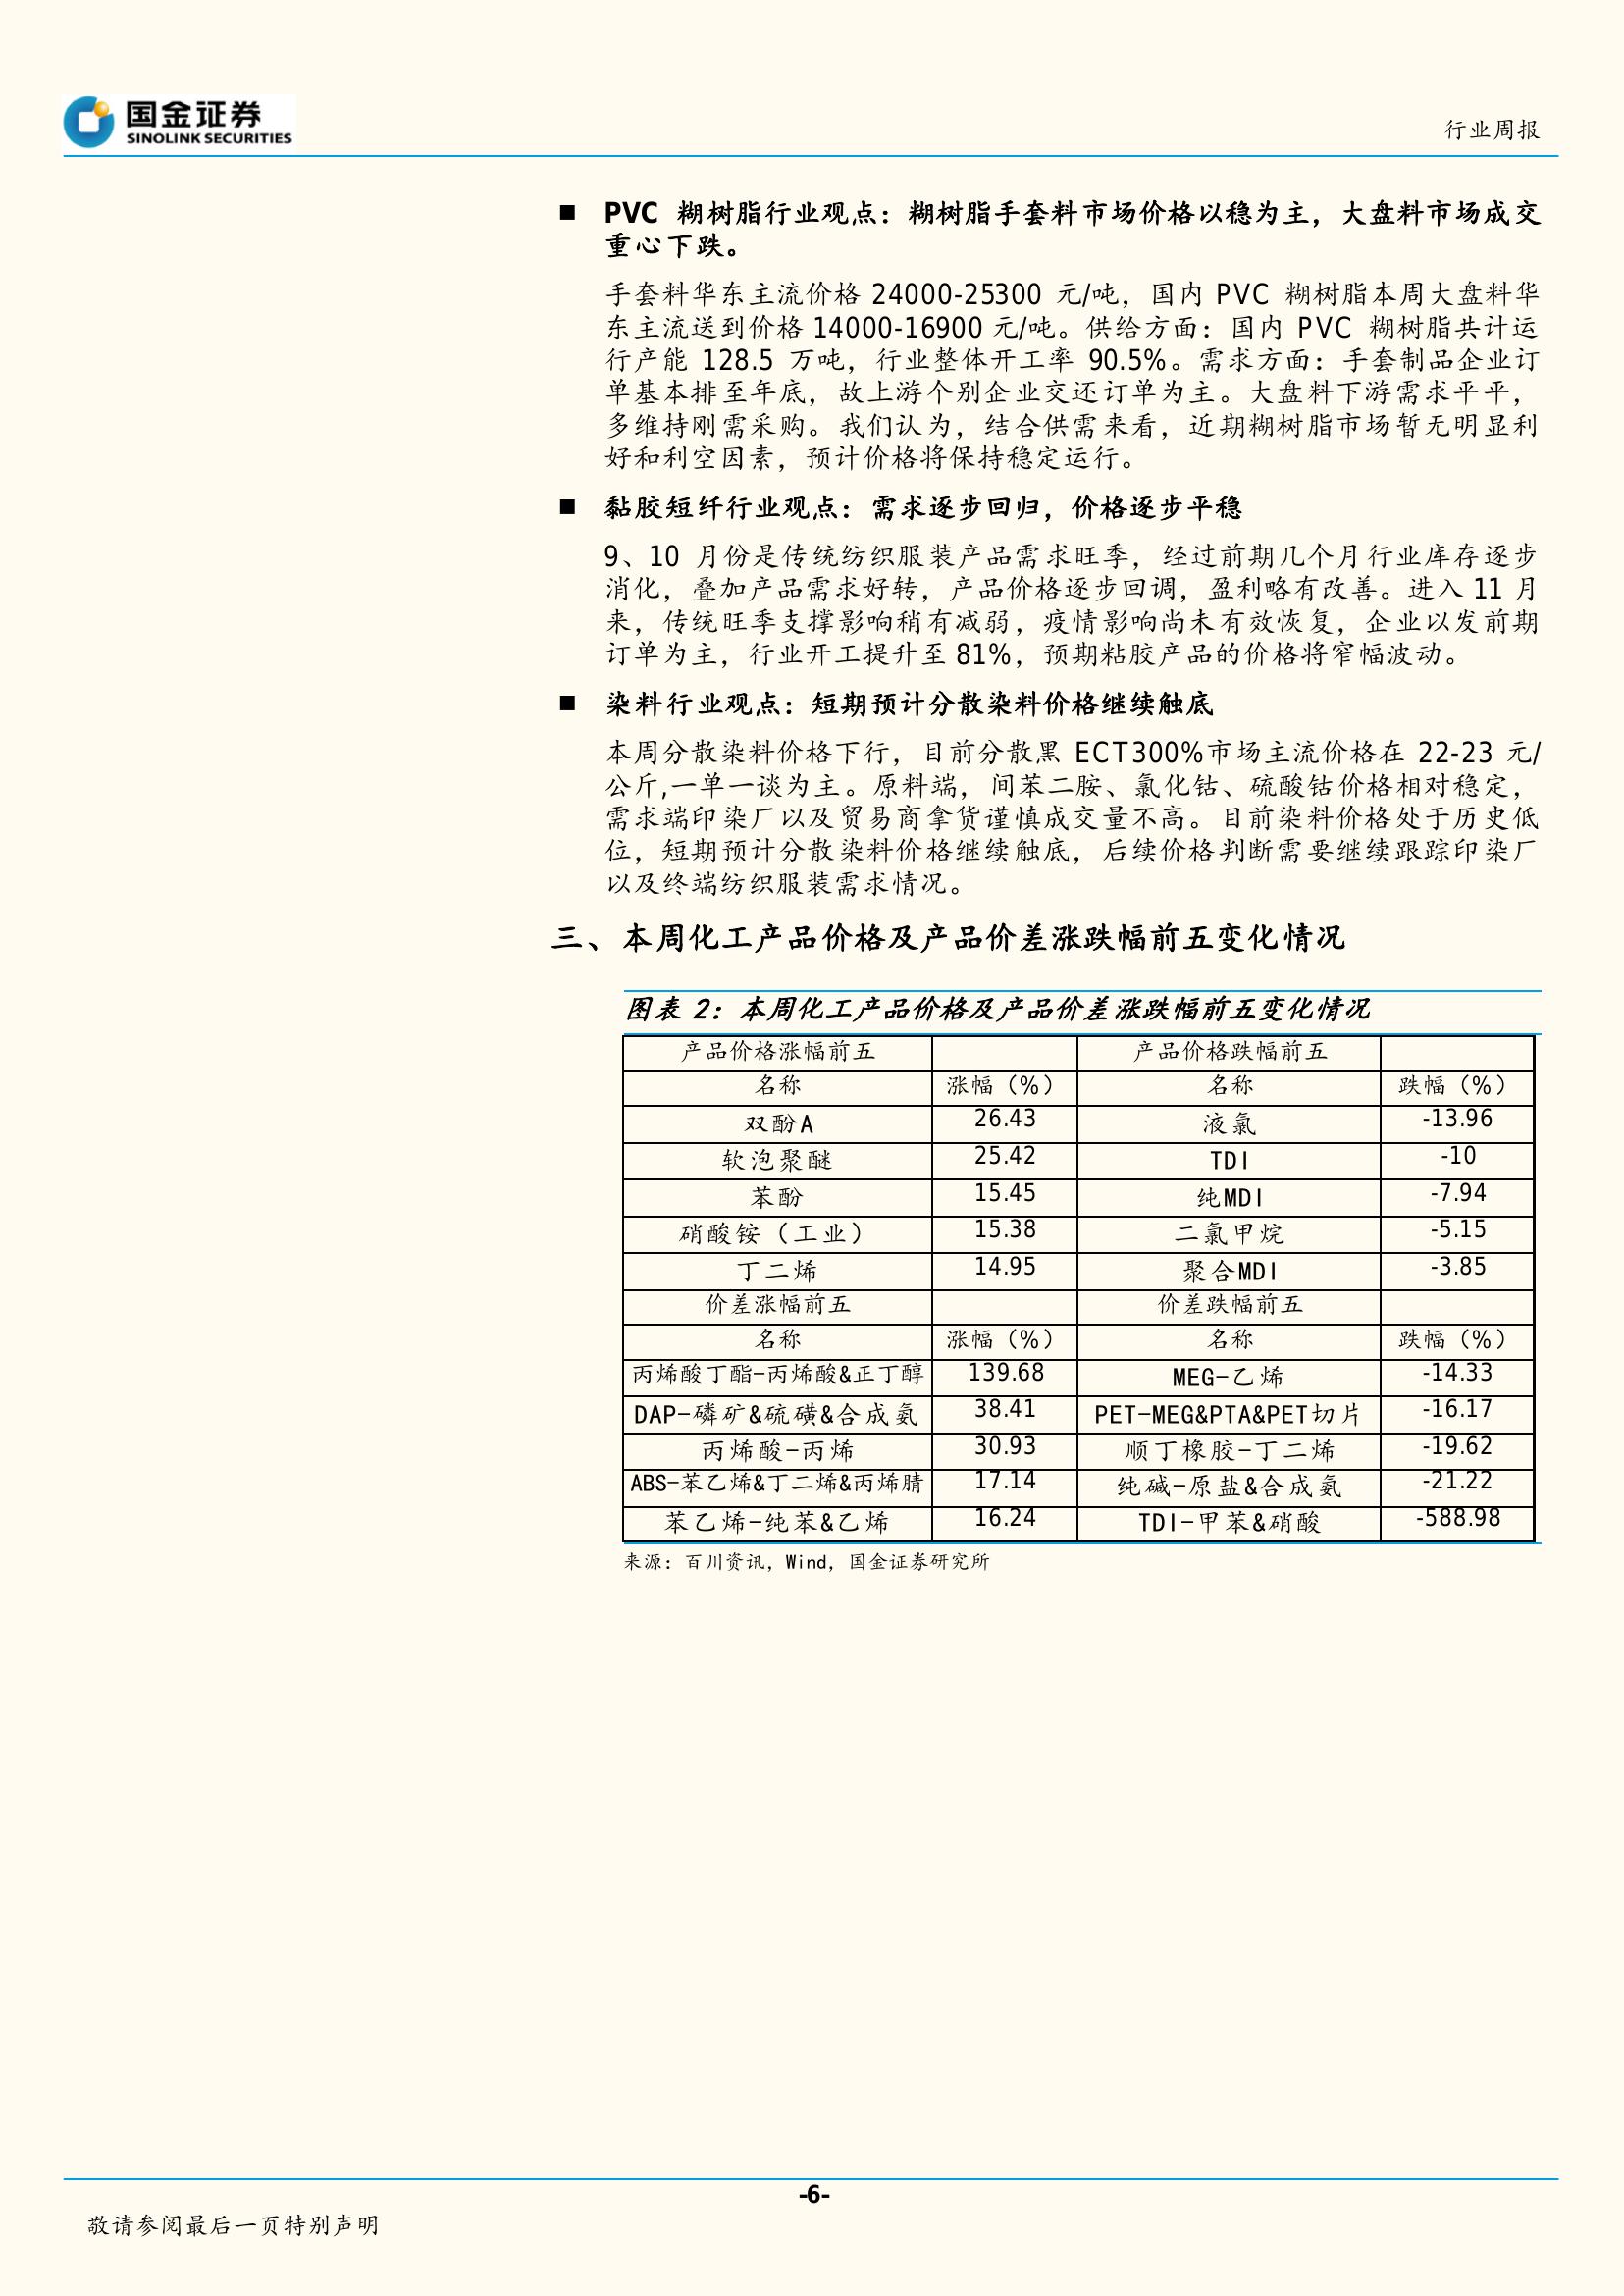 国金证券
SINOLINK SECURITIES
行业周报
■ PVC 糊树脂行业观点：糊树脂手套料市场价格以稳为主，大盘料市场成交
重心下跌。
手套料华东主流价格 24000-25300 元/吨，国内 PVC 糊树脂本周大盘料华
东主流送到价格 14000-16900 元/吨。供给方面：国内 PVC 糊树脂共计运
行产能 128.5 万吨，行业整体开工率 90.5%。需求方面：手套制品企业订
单基本排至年底，故上游个别企业交还订单为主。大盘料下游需求平平，
多维持刚需采购。我们认为，结合供需来看，近期糊树脂市场暂无明显利
好和利空因素，预计价格将保持稳定运行。
■ 黏胶短纤行业观点：需求逐步回归，价格逐步平稳
9、10 月份是传统纺织服装产品需求旺季，经过前期几个月行业库存逐步
消化，叠加产品需求好转，产品价格逐步回调，盈利略有改善。进入 11 月
来，传统旺季支撑影响稍有减弱，疫情影响尚未有效恢复，企业以发前期
订单为主，行业开工提升至 81%，预期粘胶产品的价格将窄幅波动。
■ 染料行业观点：短期预计分散染料价格继续触底
本周分散染料价格下行，目前分散黑 ECT300%市场主流价格在 22-23 元/
公斤,一单一谈为主。原料端，间苯二胺、氯化钴、硫酸钴价格相对稳定，
需求端印染厂以及贸易商拿货谨慎成交量不高。目前染料价格处于历史低
位，短期预计分散染料价格继续触底，后续价格判断需要继续跟踪印染厂
以及终端纺织服装需求情况。
三、本周化工产品价格及产品价差涨跌幅前五变化情况
图表 2：本周化工产品价格及产品价差涨跌幅前五变化情况
产品价格涨幅前五 产品价格跌幅前五
名称 涨幅（%） 名称 跌幅（%）
双酚A 26.43 液氯 -13.96
软泡聚醚 25.42 TDI -10
苯酚 15.45 纯MDI -7.94
硝酸铵（工业） 15.38 二氯甲烷 -5.15
丁二烯 14.95 聚合MDI -3.85
价差涨幅前五 价差跌幅前五
名称 涨幅（%） 名称 跌幅（%）
丙烯酸丁酯-丙烯酸&正丁醇 139.68 MEG-乙烯 -14.33
DAP-磷矿&硫磺&合成氨 38.41 PET-MEG&PTA&PET切片 -16.17
丙烯酸-丙烯 30.93 顺丁橡胶-丁二烯 -19.62
ABS-苯乙烯&丁二烯&丙烯腈 17.14 纯碱-原盐&合成氨 -21.22
苯乙烯-纯苯&乙烯 16.24 TDI-甲苯&硝酸 -588.98
来源：百川资讯，Wind，国金证券研究所
-6-
敬请参阅最后一页特别声明